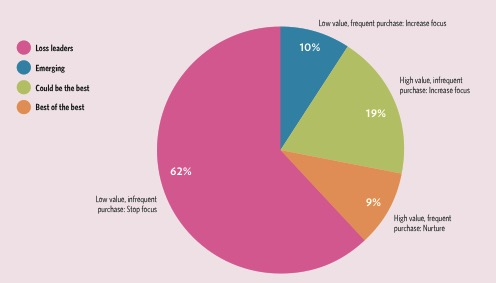 Low value, frequent purchase: Increase focus
Loss leaders
Emerging
Could be the best
Best of the best
10%
High value, infrequent
purchase: Increase focus
19%
62%
Low value, infrequent
purchase: Stop focus
9%
High value, frequent
purchase: Nurture